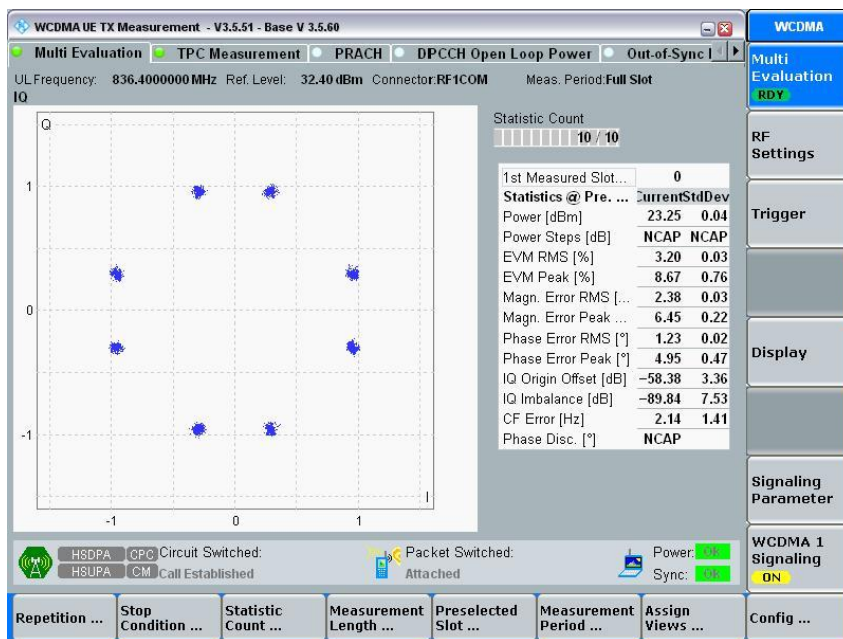 WCDMA UE TX Measurement - V3.5.51 - Base V 3.5.60
WCDMA
Multi Evaluation
TPC Measurement
PRACH
DPCCH Open Loop Power
Out-of-Sync
Multi
Evaluation
RDY
UL Frequency: 836.4000000 MHz Ref. Level: 32.40 dBm Connector:RF1COM Meas. Period:Full Slot
IQ
Q
1
0
-1
-1 0 1
I
Statistic Count
10 / 10
1st Measured Slot... 0
Statistics @ Pre. ... Current StdDev
Power [dBm] 23.25 0.04
Power Steps [dB] NCAP NCAP
EVM RMS [%] 3.20 0.03
EVM Peak [%] 8.67 0.76
Magn. Error RMS [... 2.38 0.03
Magn. Error Peak ... 6.45 0.22
Phase Error RMS [°] 1.23 0.02
Phase Error Peak [°] 4.95 0.47
IQ Origin Offset [dB] −58.38 3.36
IQ Imbalance [dB] −89.84 7.53
CF Error [Hz] 2.14 1.41
Phase Disc. [°] NCAP
RF
Settings
Trigger
Display
Signaling
Parameter
WCDMA 1
Signaling
ON
HSDPA CPC Circuit Switched:
HSUPA CM Call Established
Packet Switched:
Attached
Power: OK
Sync: OK
Repetition ...
Stop
Condition ...
Statistic
Count ...
Measurement
Length ...
Preselected
Slot ...
Measurement
Period ...
Assign
Views ...
Config ...